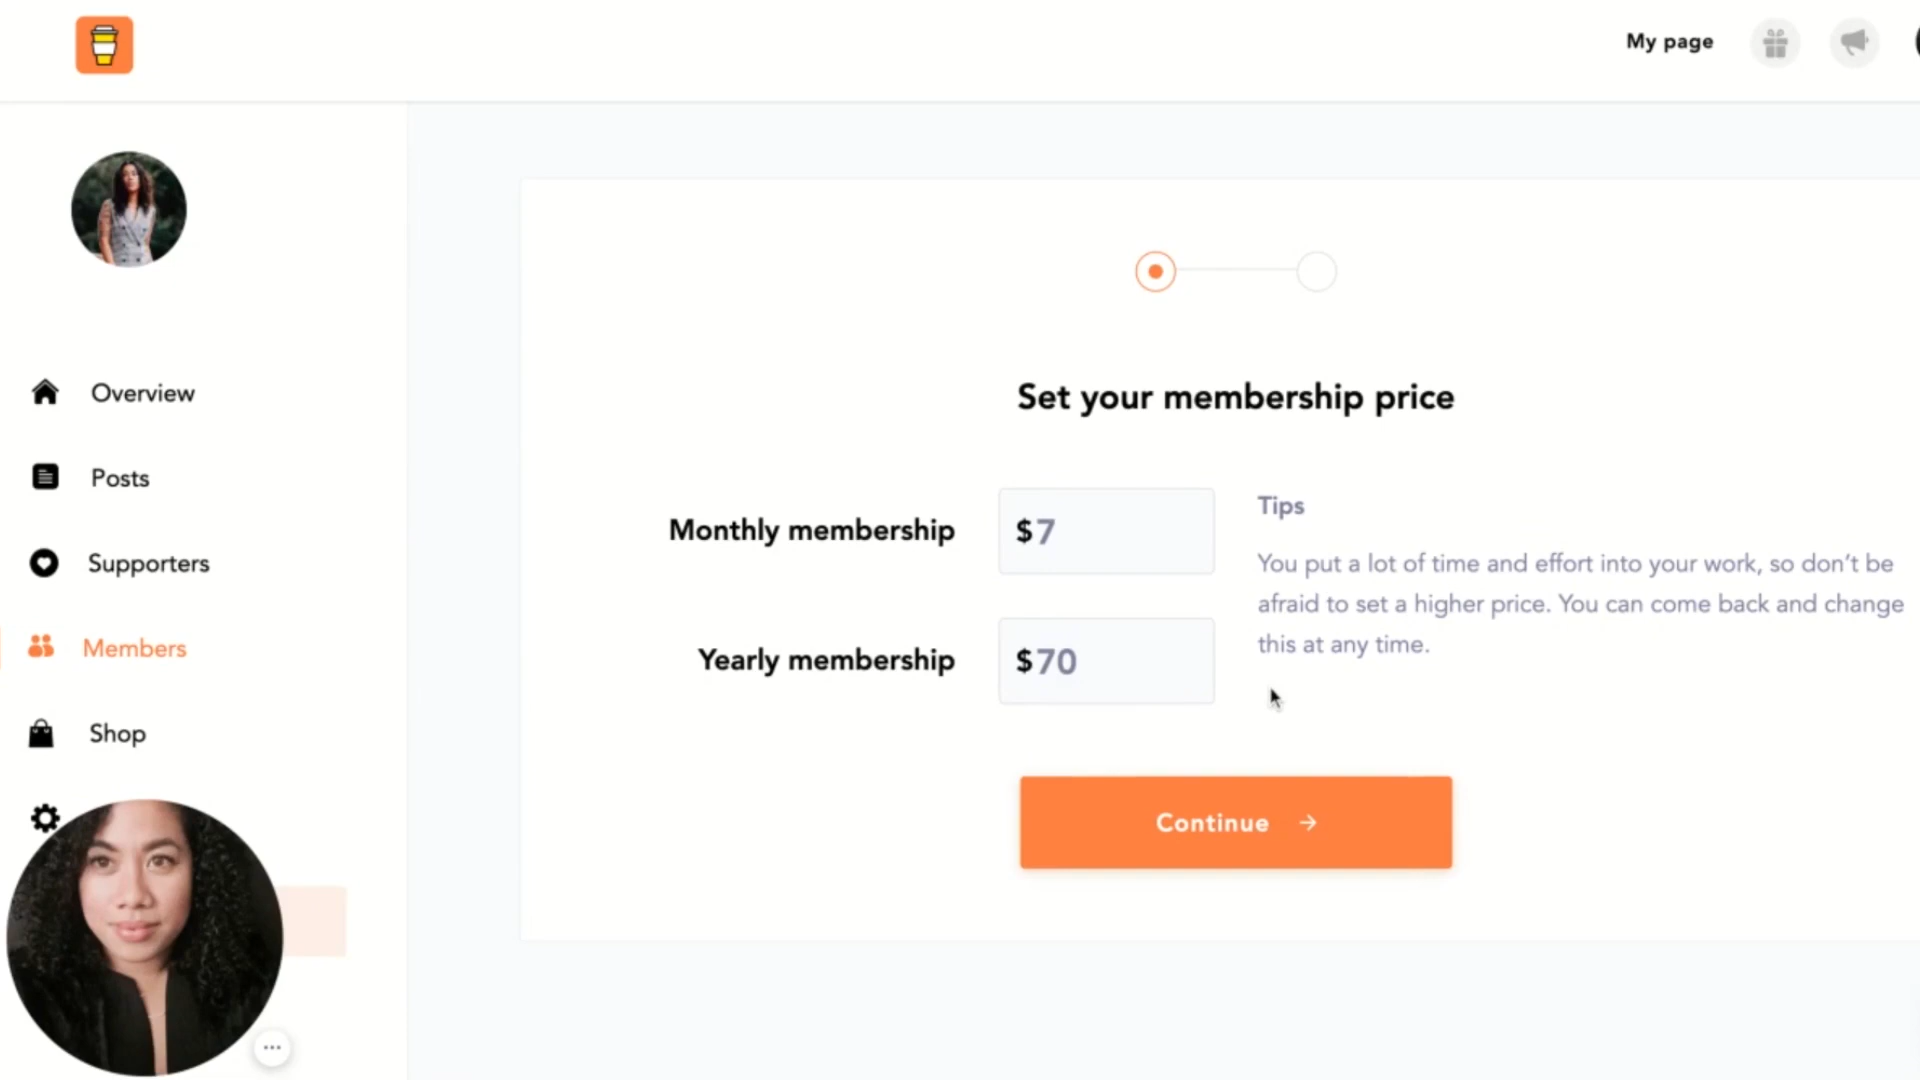 My page
Overview
Posts
Supporters
Members
Shop
Set your membership price
Monthly membership
$7
Yearly membership
$70
Tips
You put a lot of time and effort into your work, so don’t be
afraid to set a higher price. You can come back and change
this at any time.
Continue →